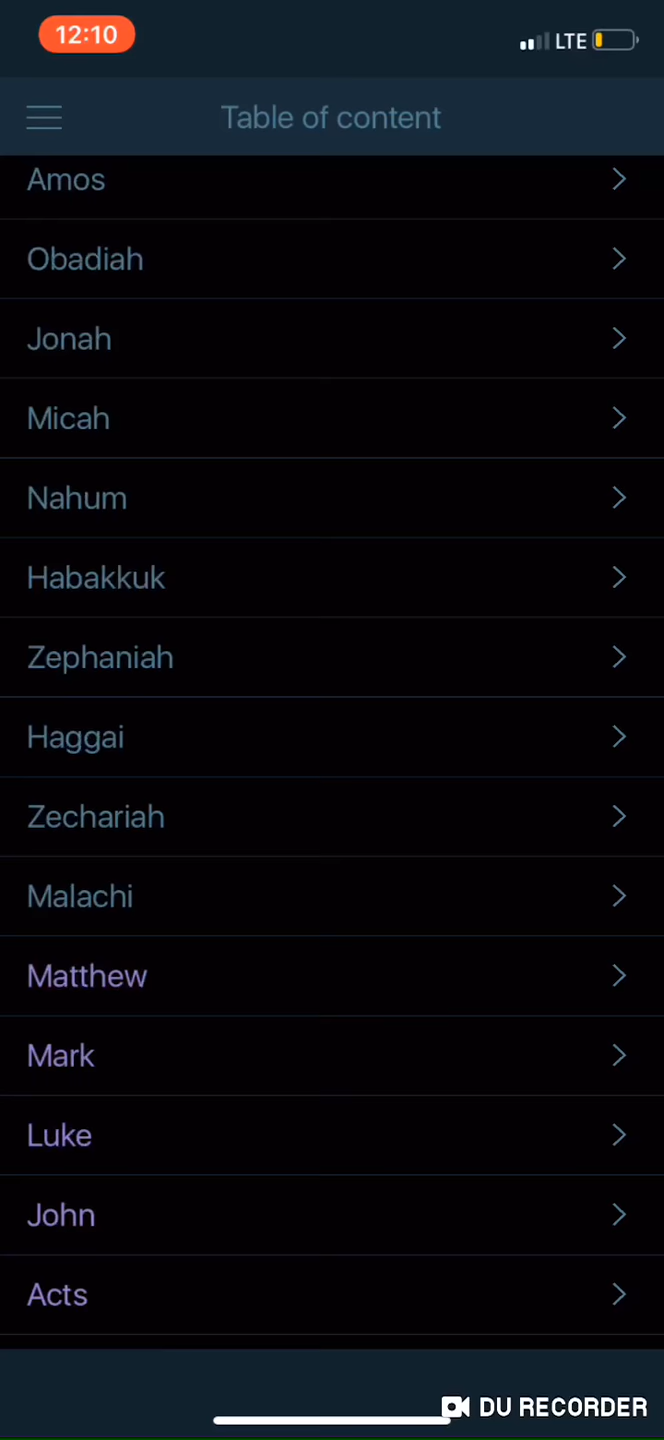 12:10
LTE
Table of content
Amos
Obadiah
Jonah
Micah
Nahum
Habakkuk
Zephaniah
Haggai
Zechariah
Malachi
Matthew
Mark
Luke
John
Acts
DU RECORDER